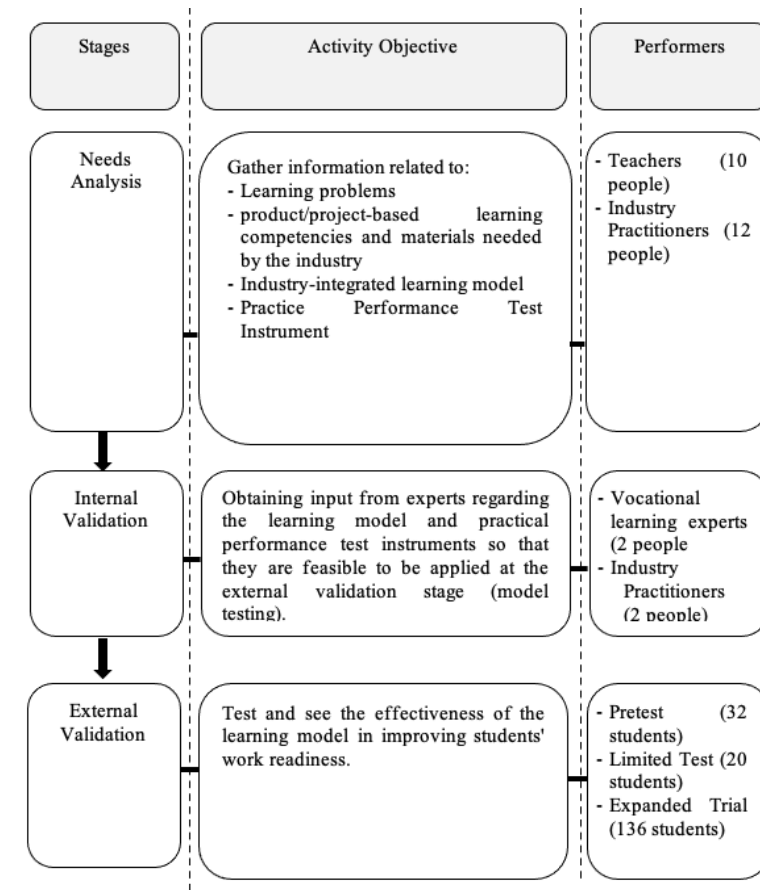 Stages
Activity Objective
Performers
Needs
Analysis
Gather information related to:
- Learning problems
- product/project-based learning
competencies and materials needed
by the industry
- Industry-integrated learning model
- Practice Performance Test
Instrument
- Teachers (10
people)
- Industry
Practitioners (12
people)
Internal
Validation
Obtaining input from experts regarding
the learning model and practical
performance test instruments so that
they are feasible to be applied at the
external validation stage (model
testing).
- Vocational
learning experts
(2 people
- Industry
Practitioners
(2 people)
External
Validation
Test and see the effectiveness of the
learning model in improving students'
work readiness.
- Pretest (32
students)
- Limited Test (20
students)
- Expanded Trial
(136 students)